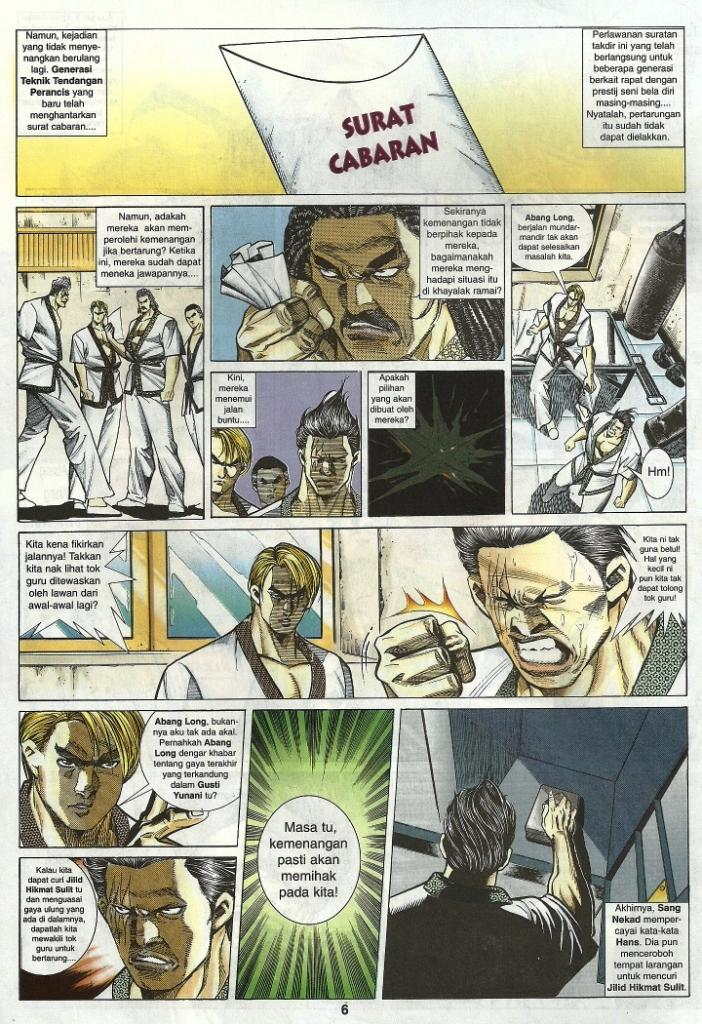 Namun, kejadian
yang tidak menye-
nangkan berulang
lagi. Generasi
Teknik Tendangan
Perancis yang
baru telah
menghantarkan
surat cabaran....
SURAT
CABARAN
Perlawanan suratan
takdir ini yang telah
berlangsung untuk
beberapa generasi
berkait rapat dengan
prestij seni bela diri
masing-masing....
Nyatalah, pertarungan
itu sudah tidak
dapat dielakkan.
Namun, adakah
mereka akan mem-
perolehi kemenangan
jika bertarung? Ketika
ini, mereka sudah dapat
meneka jawapannya....
Sekiranya
kemenangan tidak
berpihak kepada
mereka,
bagaimanakah
mereka meng-
hadapi situasi itu
di khayalak ramai?
Kini,
mereka
menemui
jalan
buntu....
Apakah
pilihan
yang akan
dibuat oleh
mereka?
Abang Long,
berjalan mundar-
mandir tak akan
dapat selesaikan
masalah kita.
Hm!
Kita kena fikirkan
jalannya! Takkan
kita nak lihat tok
guru ditewaskan
oleh lawan dari
awal-awal lagi?
Kita ni tak
guna betul!
Hal yang
kecil ni
pun kita tak
dapat tolong
tok guru!
Abang Long, bukan-
nya aku tak ada akal.
Pernahkah Abang
Long dengar khabar
tentang gaya terakhir
yang terkandung
dalam Gusti
Yunani tu?
Kalau kita
dapat curi Jilid
Hikmat Sulit tu
dan menguasai
gaya ulung yang
ada di dalamnya,
dapatlah kita
mewakili tok
guru untuk
bertarung....
Masa tu,
kemenangan
pasti akan
memihak
pada kita!
Akhirnya, Sang
Nekad memper-
cayai kata-kata
Hans. Dia pun
menceroboh
tempat larangan
untuk mencuri
Jilid Hikmat Sulit.
6